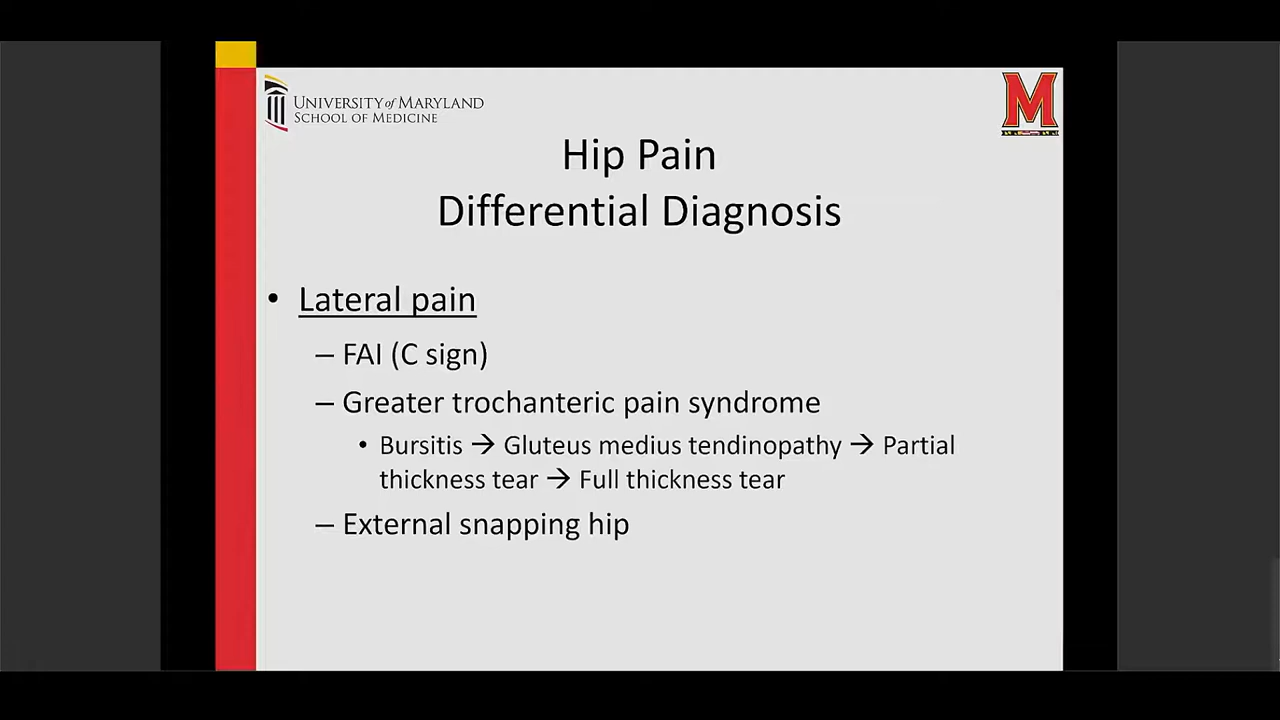 UNIVERSITY of MARYLAND
SCHOOL OF MEDICINE
M
Hip Pain
Differential Diagnosis
• Lateral pain
– FAI (C sign)
– Greater trochanteric pain syndrome
• Bursitis → Gluteus medius tendinopathy → Partial
thickness tear → Full thickness tear
– External snapping hip